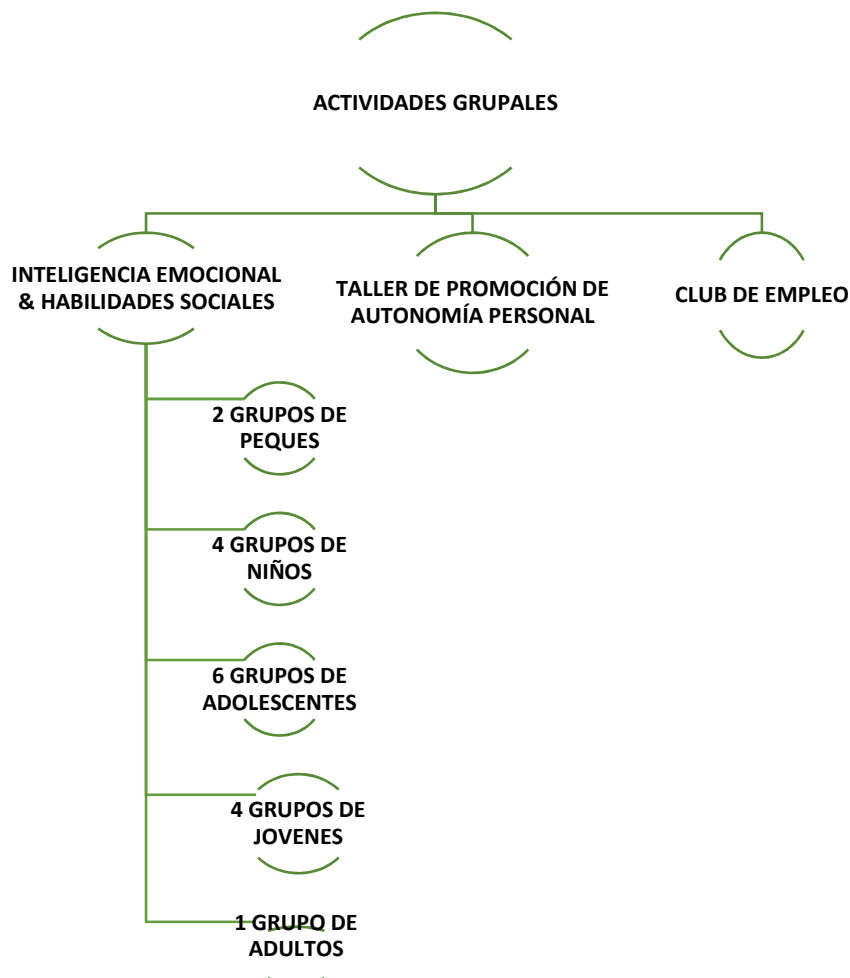 ACTIVIDADES GRUPALES
INTELIGENCIA EMOCIONAL
& HABILIDADES SOCIALES
TALLER DE PROMOCIÓN DE
AUTONOMÍA PERSONAL
CLUB DE EMPLEO
2 GRUPOS DE
PEQUES
4 GRUPOS DE
NIÑOS
6 GRUPOS DE
ADOLESCENTES
4 GRUPOS DE
JOVENES
1 GRUPO DE
ADULTOS